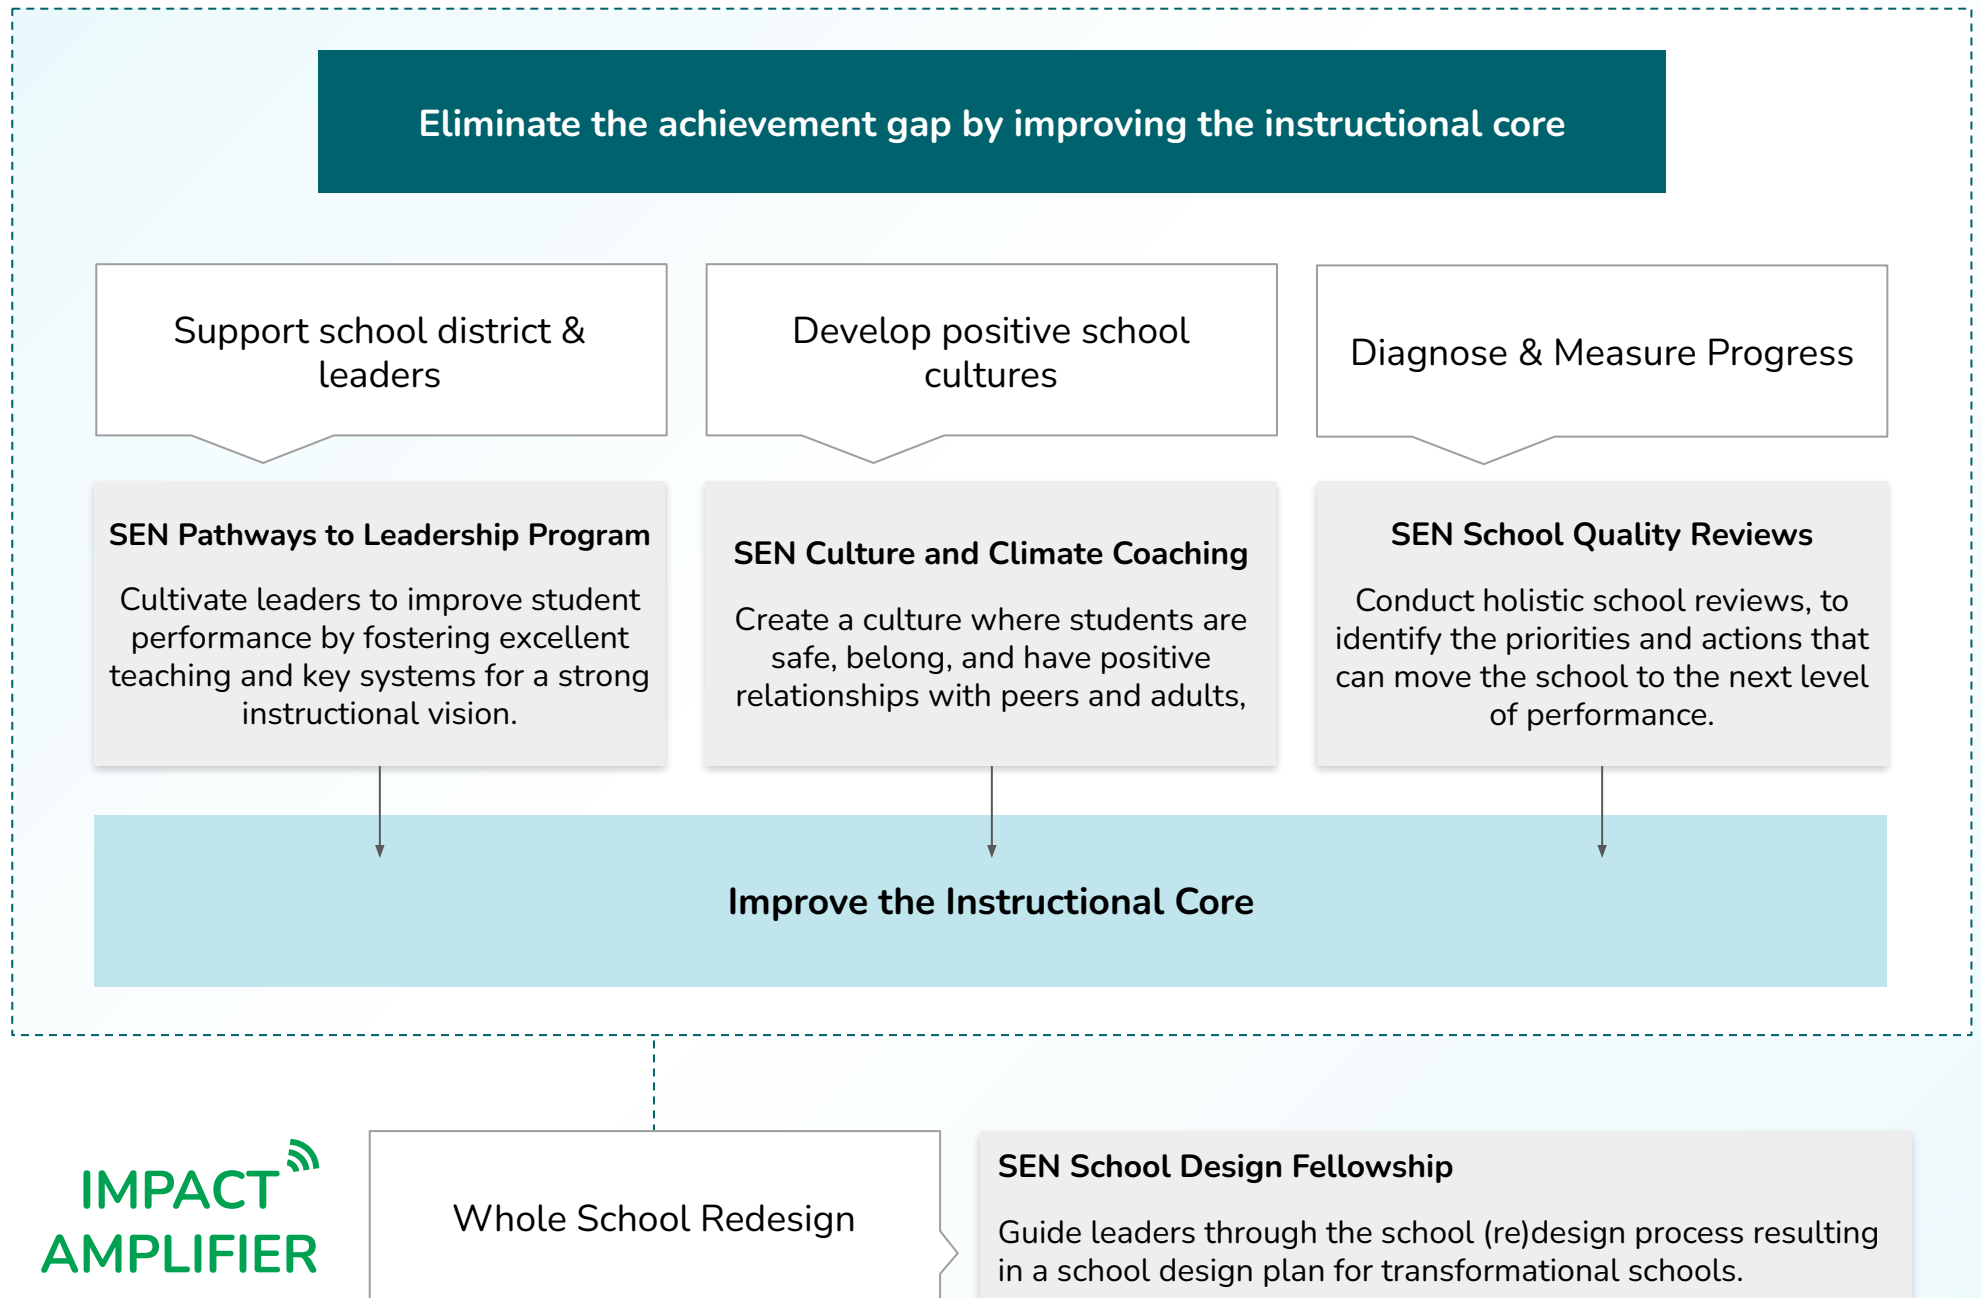 Eliminate the achievement gap by improving the instructional core
Support school district &
leaders
Develop positive school
cultures
Diagnose & Measure Progress
SEN Pathways to Leadership Program
Cultivate leaders to improve student
performance by fostering excellent
teaching and key systems for a strong
instructional vision.
SEN Culture and Climate Coaching
Create a culture where students are
safe, belong, and have positive
relationships with peers and adults,
SEN School Quality Reviews
Conduct holistic school reviews, to
identify the priorities and actions that
can move the school to the next level
of performance.
Improve the Instructional Core
IMPACT
AMPLIFIER
Whole School Redesign
SEN School Design Fellowship
Guide leaders through the school (re)design process resulting
in a school design plan for transformational schools.